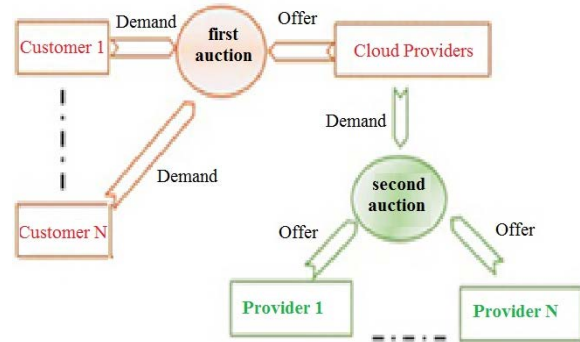 Demand
Offer
Customer 1
first
auction
Cloud Providers
Demand
Demand
second
auction
Customer N
Offer
Offer
Provider 1
Provider N